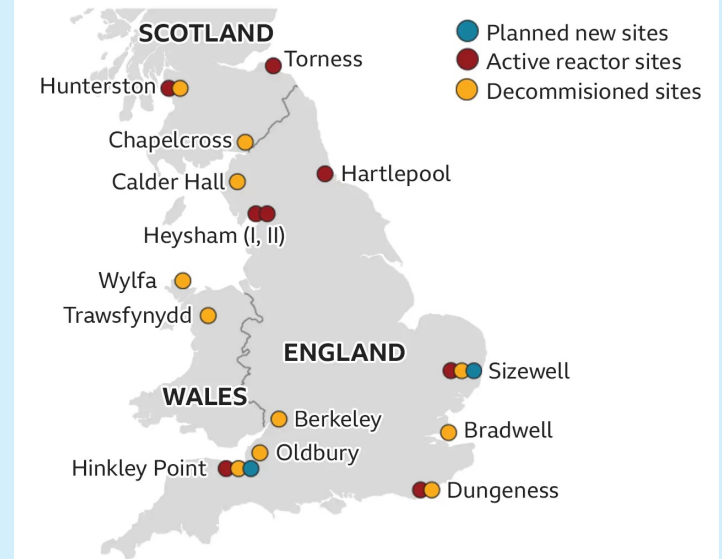 SCOTLAND
Planned new sites
Active reactor sites
Decommisioned sites
Torness
Hunterston
Chapelcross
Hartlepool
Calder Hall
Heysham (I, II)
Wylfa
Trawsfynydd
ENGLAND
Sizewell
WALES
Berkeley
Bradwell
Oldbury
Hinkley Point
Dungeness